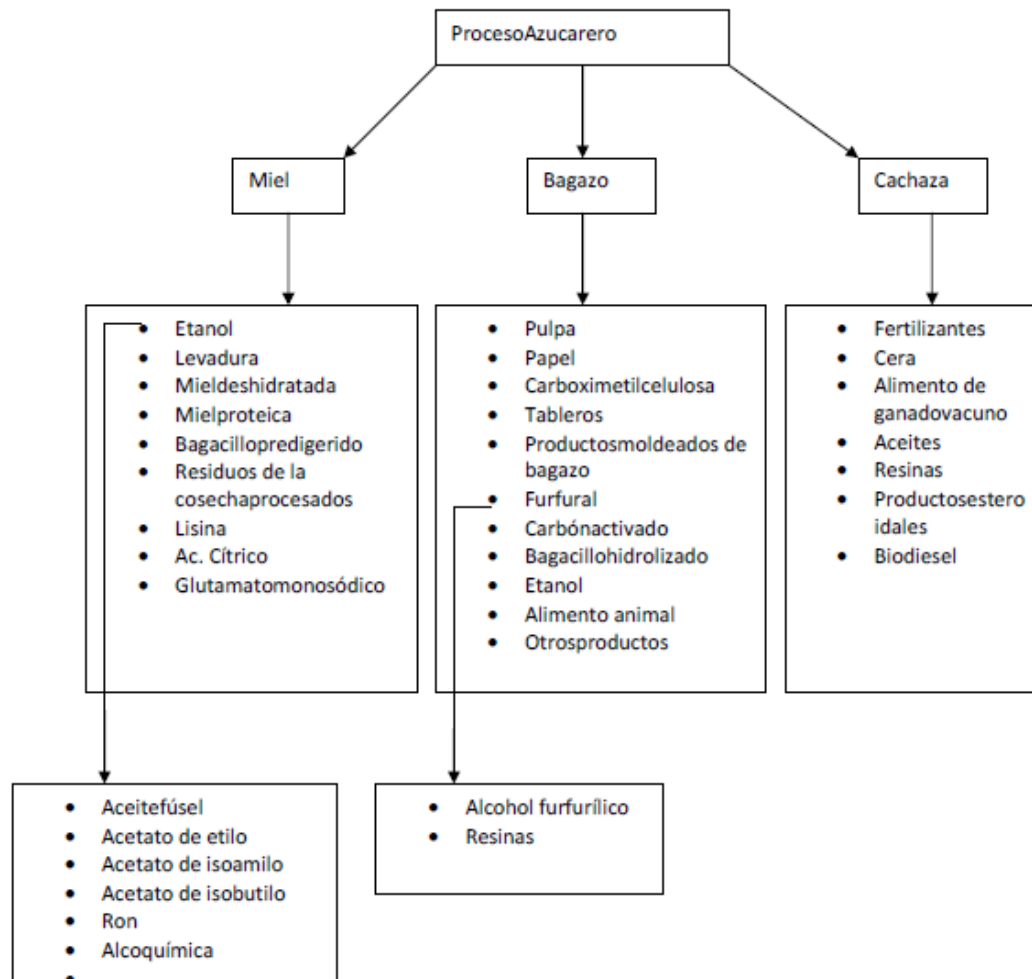 ProcesoAzucarero
Miel
Bagazo
Cachaza
• Etanol
• Levadura
• Mieldeshidratada
• Mielproteica
• Bagacillopredigerido
• Residuos de la
cosechaprocesados
• Lisina
• Ac. Cítrico
• Glutamatomonosódico
• Pulpa
• Papel
• Carboximetilcelulosa
• Tableros
• Productosmoldeados de
bagazo
• Furfural
• Carbónactivado
• Bagacillohidrolizado
• Etanol
• Alimento animal
• Otrosproductos
• Fertilizantes
• Cera
• Alimento de
ganadovacuno
• Aceites
• Resinas
• Productosestero
idales
• Biodiesel
• Aceitefúsel
• Acetato de etilo
• Acetato de isoamilo
• Acetato de isobutilo
• Ron
• Alcoquímica
• Alcohol furfurílico
• Resinas